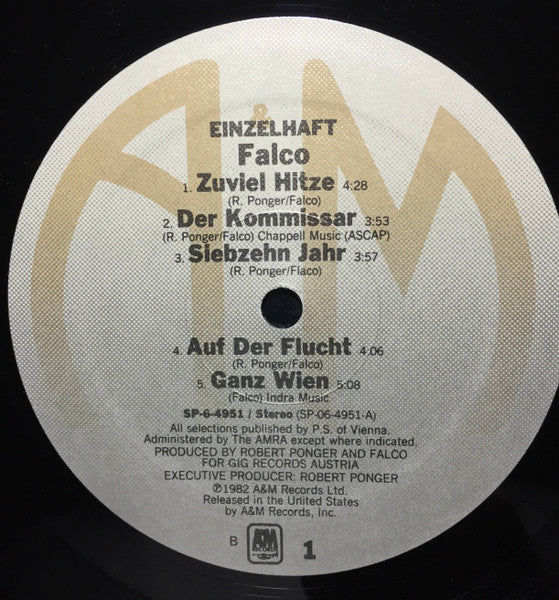 A&M
EINZELHAFT
Falco
1. Zuviel Hitze 4:28
(R. Ponger/Falco)
2. Der Kommissar 3:53
(R. Ponger/Falco) Chappell Music (ASCAP)
3. Siebzehn Jahr 3:57
(R. Ponger/Flaco)
4. Auf Der Flucht 4:06
(R. Ponger/Falco)
5. Ganz Wien 5:08
(Falco) Indra Music
SP-6-4951 / Stereo (SP-06-4951-A)
All selections published by P.S. of Vienna.
Administered by The AMRA except where indicated.
PRODUCED BY ROBERT PONGER AND FALCO
FOR GIG RECORDS AUSTRIA
EXECUTIVE PRODUCER: ROBERT PONGER
℗1982 A&M Records Ltd.
Released in the United States
by A&M Records, Inc.
B A&M RECORDS 1